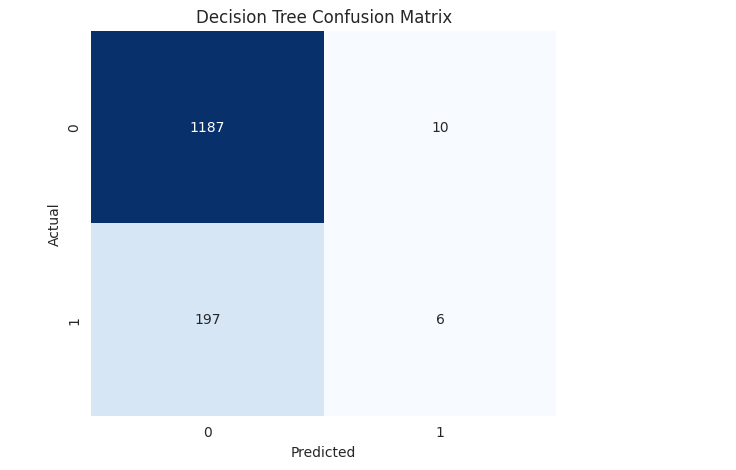 Decision Tree Confusion Matrix
0
1187
10
Actual
1
197
6
0
1
Predicted